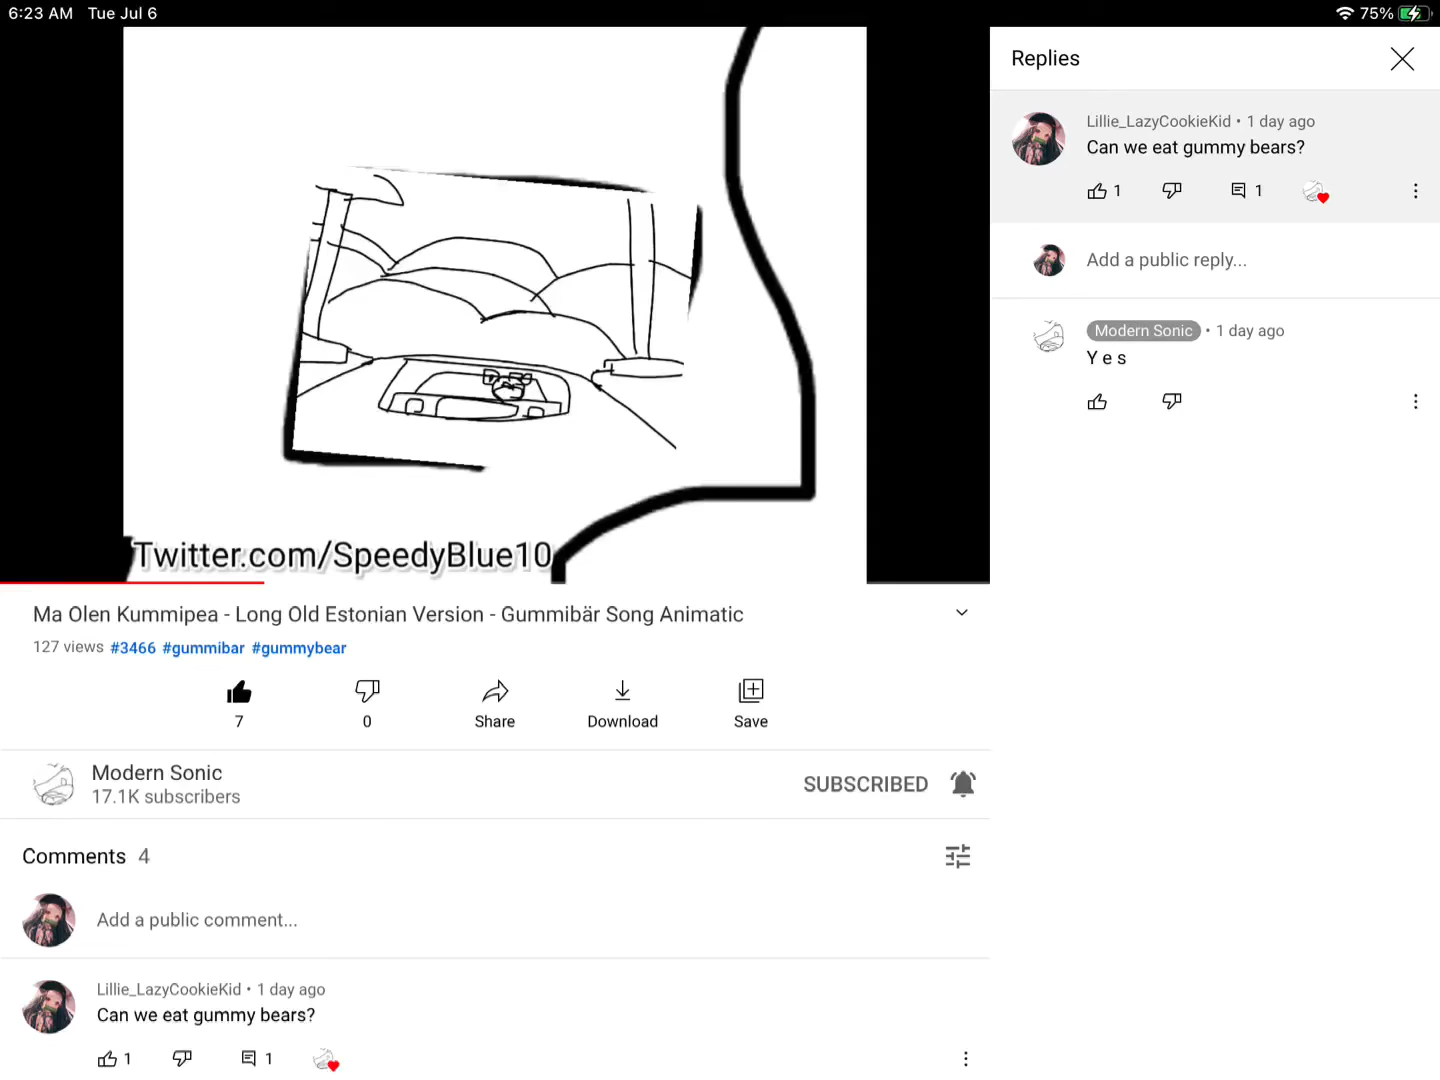 6:23 AM Tue Jul 6
75%
Twitter.com/SpeedyBlue10
Ma Olen Kummipea - Long Old Estonian Version - Gummibär Song Animatic
127 views #3466 #gummibar #gummybear
7
0
Share
Download
Save
Modern Sonic
17.1K subscribers
SUBSCRIBED
Comments 4
Add a public comment...
Lillie_LazyCookieKid • 1 day ago
Can we eat gummy bears?
1
1
Replies
Lillie_LazyCookieKid • 1 day ago
Can we eat gummy bears?
1
1
Add a public reply...
Modern Sonic • 1 day ago
Y e s